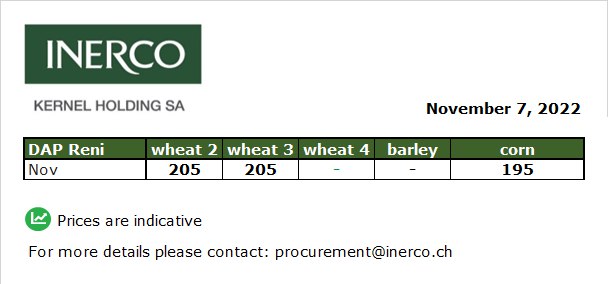 INERCO
KERNEL HOLDING SA
November 7, 2022
DAP Reni wheat 2 wheat 3 wheat 4 barley corn
Nov 205 205 - - 195
Prices are indicative
For more details please contact: procurement@inerco.ch